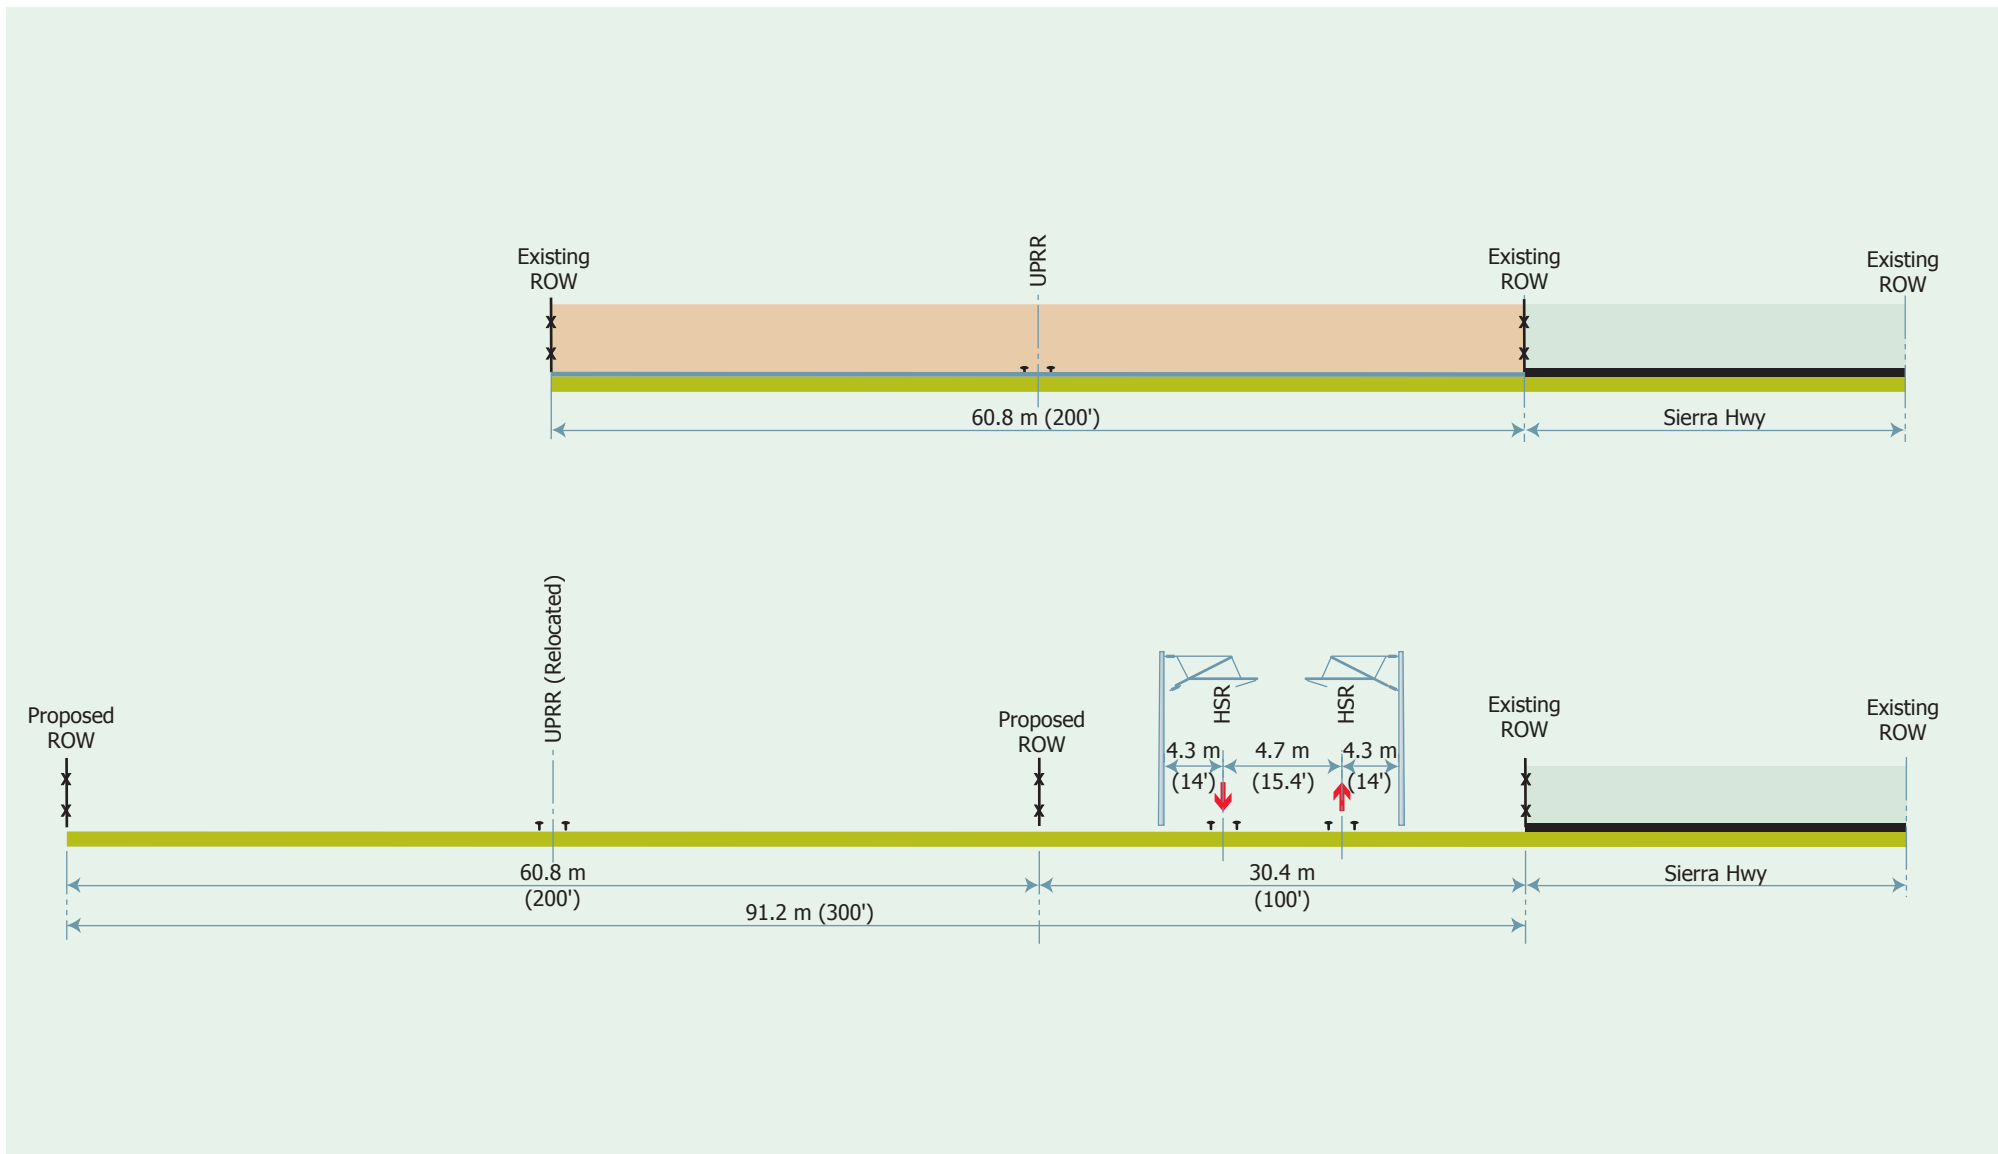 Existing
ROW
UPRR
Existing
ROW
Existing
ROW
60.8 m (200')
Sierra Hwy
Proposed
ROW
UPRR (Relocated)
Proposed
ROW
HSR
HSR
Existing
ROW
Existing
ROW
4.3 m
(14')
4.7 m
(15.4')
4.3 m
(14')
60.8 m
(200')
30.4 m
(100')
Sierra Hwy
91.2 m (300')